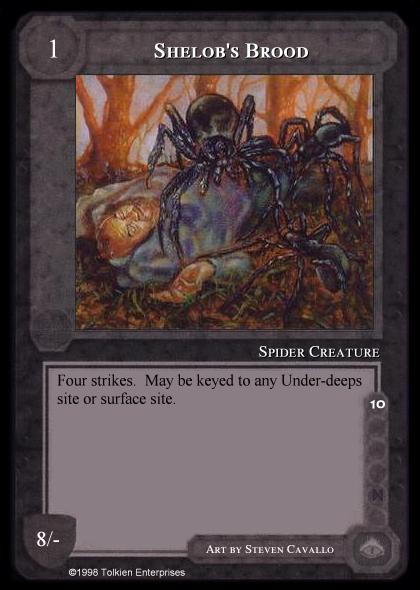 1
SHELOB'S BROOD
SPIDER CREATURE
Four strikes. May be keyed to any Under-deeps
site or surface site.
10
N
8/-
ART BY STEVEN CAVALLO
©1998 Tolkien Enterprises